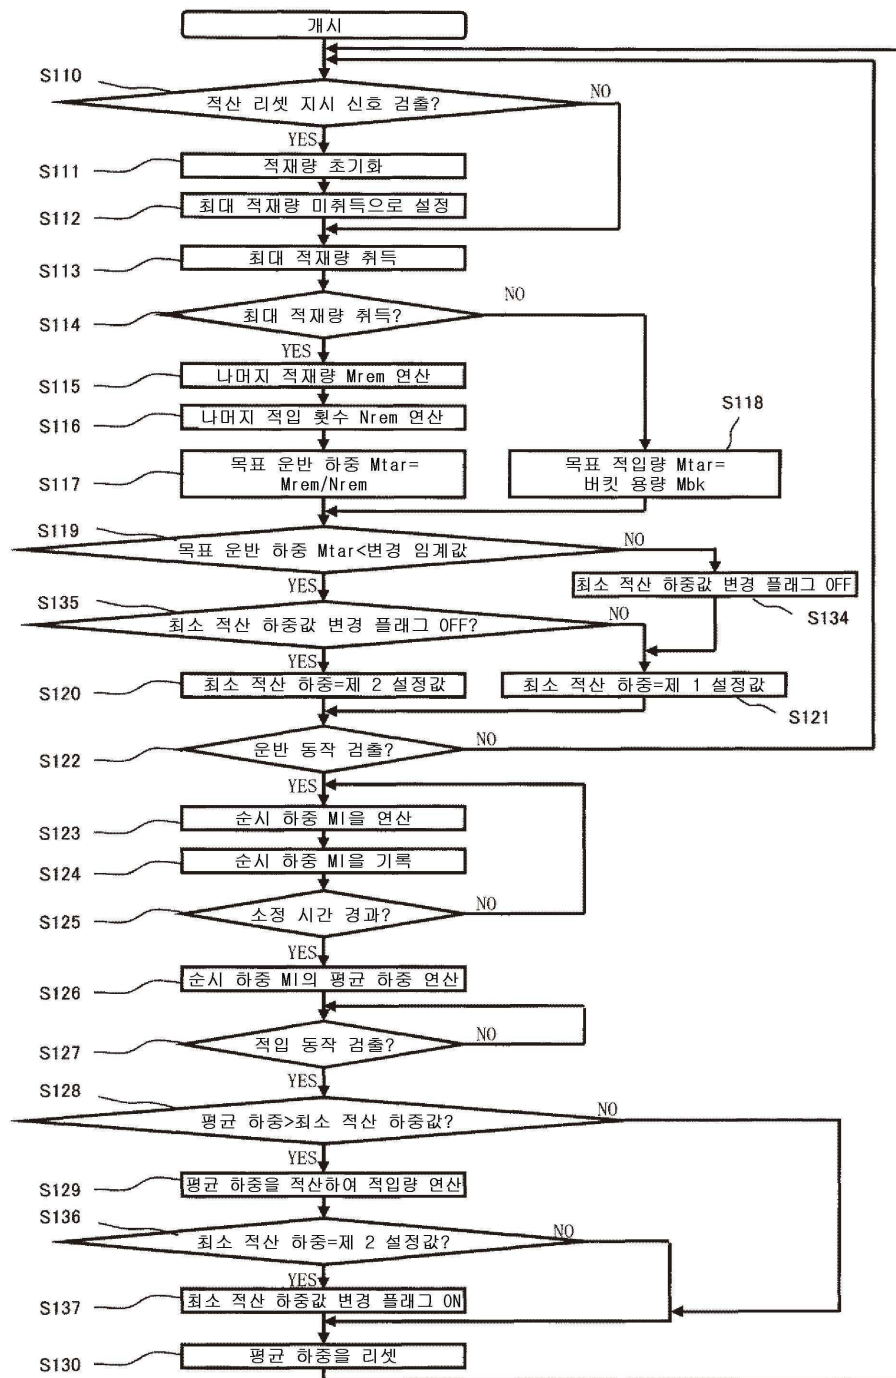 개시
S110
적산 리셋 지시 신호 검출?
NO
YES
S111
적재량 초기화
S112
최대 적재량 미취득으로 설정
S113
최대 적재량 취득
S114
최대 적재량 취득?
NO
YES
S115
나머지 적재량 Mrem 연산
S116
나머지 적입 횟수 Nrem 연산
S117
목표 운반 하중 Mtar=
Mrem/Nrem
S118
목표 적입량 Mtar=
버킷 용량 Mbk
S119
목표 운반 하중 Mtar<변경 임계값
NO
YES
최소 적산 하중값 변경 플래그 OFF
S134
S135
최소 적산 하중값 변경 플래그 OFF?
NO
YES
S120
최소 적산 하중=제 2 설정값
최소 적산 하중=제 1 설정값
S121
S122
운반 동작 검출?
NO
YES
S123
순시 하중 Ml을 연산
S124
순시 하중 Ml을 기록
S125
소정 시간 경과?
NO
YES
S126
순시 하중 Ml의 평균 하중 연산
S127
적입 동작 검출?
NO
YES
S128
평균 하중>최소 적산 하중값?
NO
YES
S129
평균 하중을 적산하여 적입량 연산
S136
최소 적산 하중=제 2 설정값?
NO
YES
S137
최소 적산 하중값 변경 플래그 ON
S130
평균 하중을 리셋